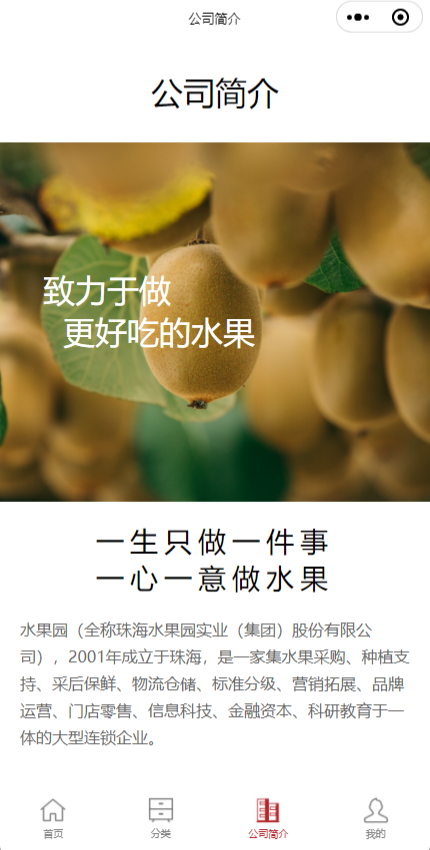 公司简介
公司简介
致力于做
更好吃的水果
一生只做一件事
一心一意做水果
水果园（全称珠海水果园实业（集团）股份有限公
司），2001年成立于珠海，是一家集水果采购、种植支
持、采后保鲜、物流仓储、标准分级、营销拓展、品牌
运营、门店零售、信息科技、金融资本、科研教育于一
体的大型连锁企业。
首页
分类
公司简介
我的